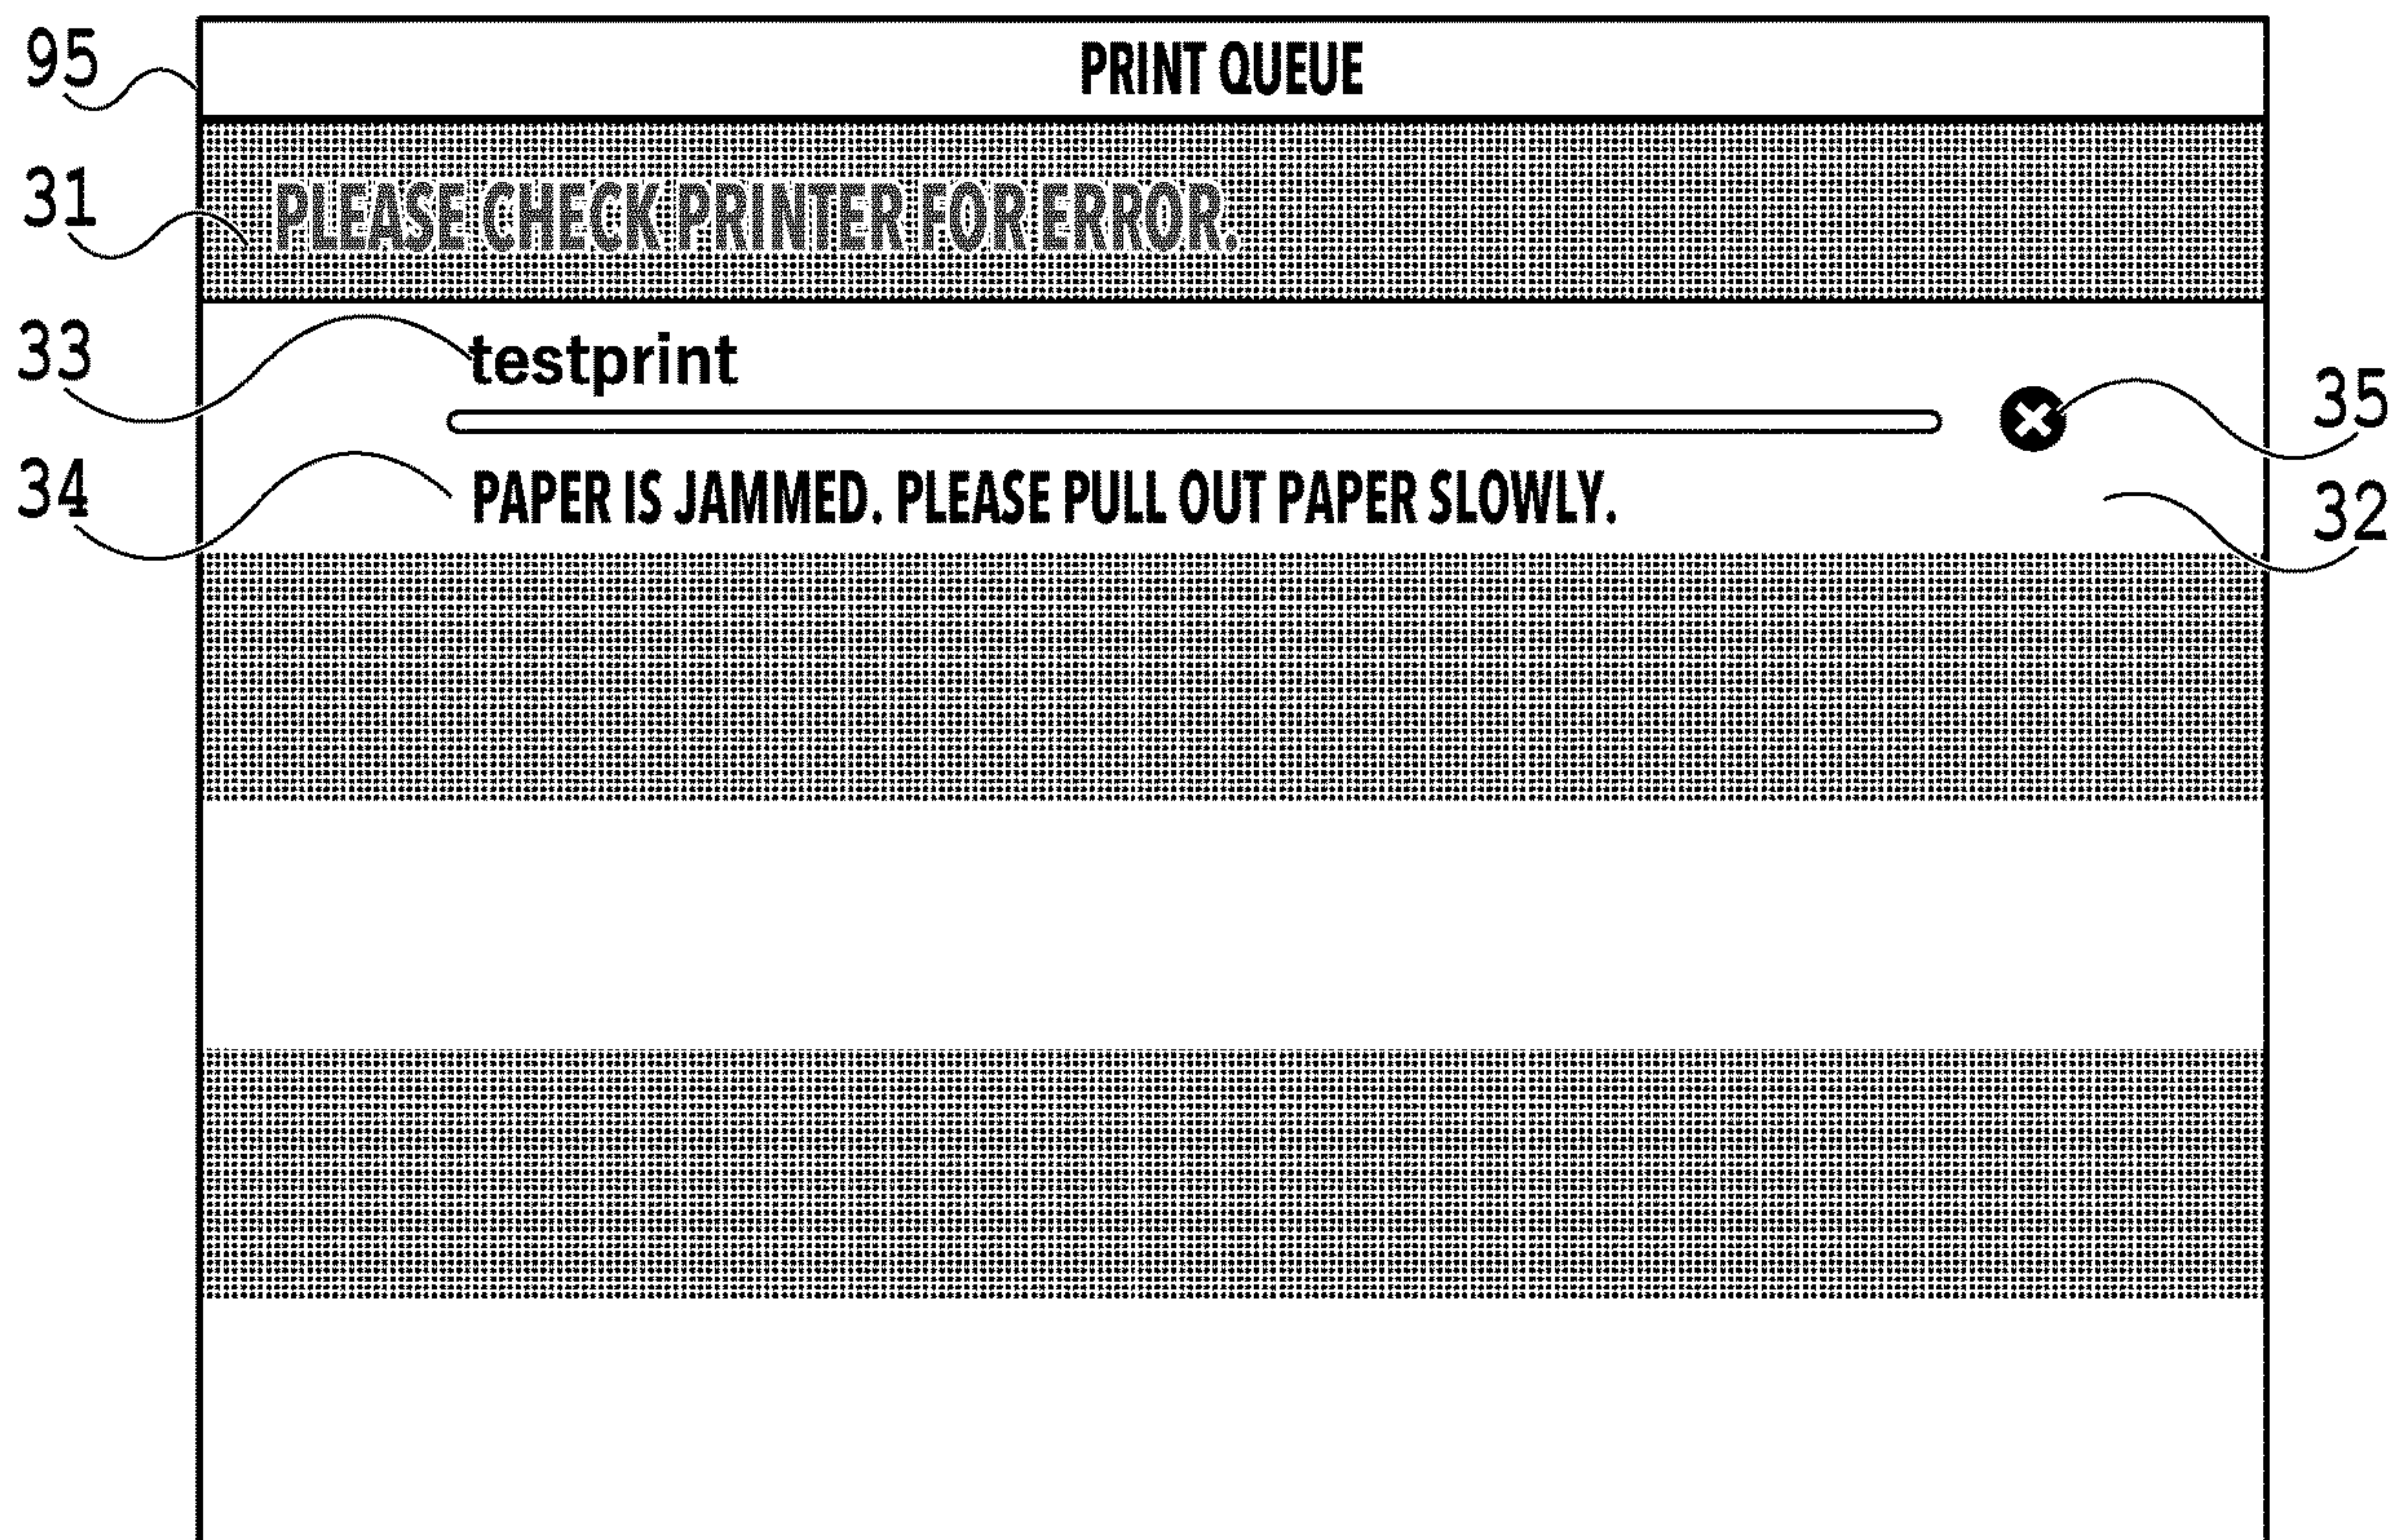 95
PRINT QUEUE
31
PLEASE CHECK PRINTER FOR ERROR.
33
testprint
35
34
PAPER IS JAMMED. PLEASE PULL OUT PAPER SLOWLY.
32